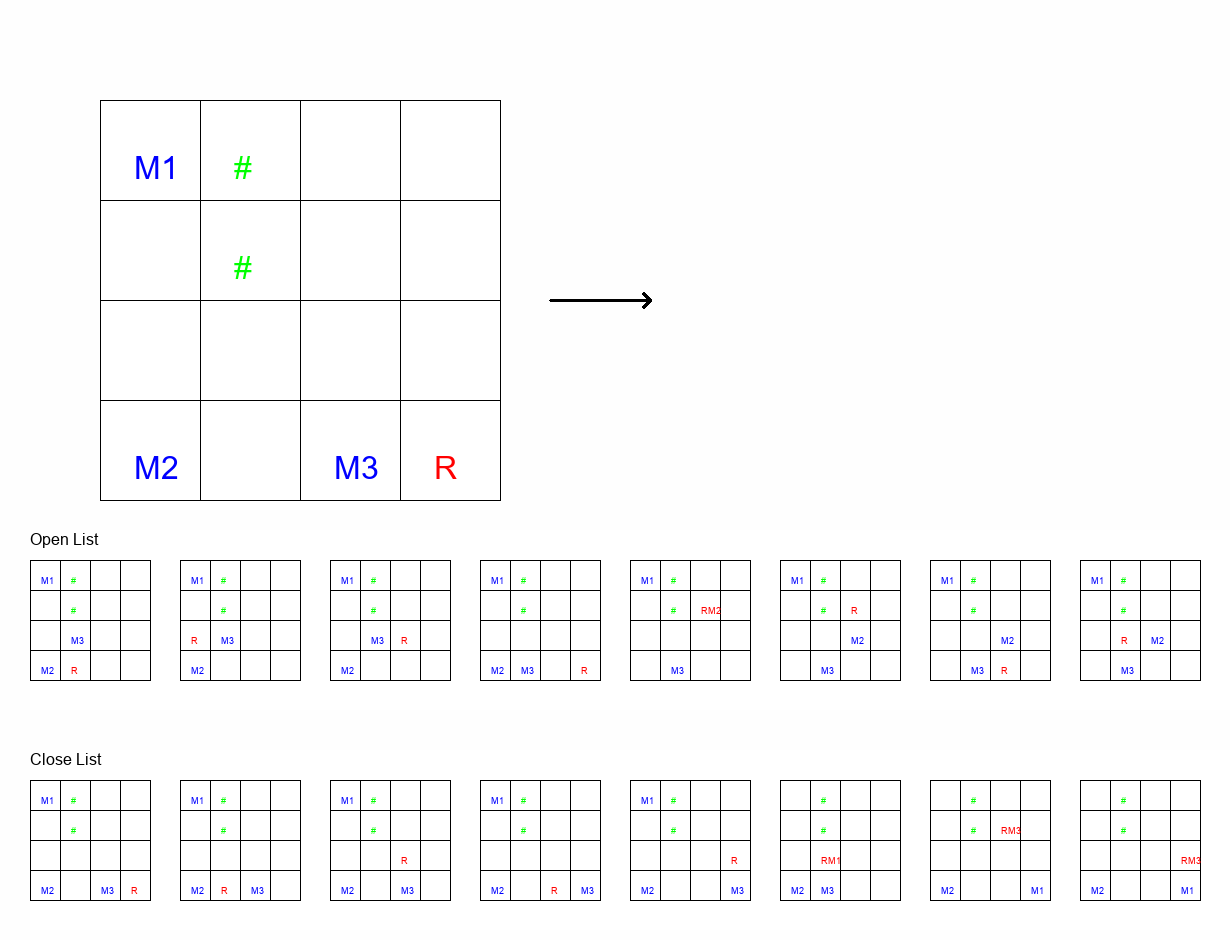 M1 #
#
M2 M3 R
Open List
M1 # M1 # M1 # M1 # M1 # M1 # M1 # M1 #
# # # # # RM2 # R # #
M3 R M3 M3 R M2 M2 R M2
M2 R M2 M2 M2 M3 R M3 M3 M3 R M3
Close List
M1 # M1 # M1 # M1 # M1 # # # #
# # # # # # # RM3 #
R R RM1 RM3
M2 M3 R M2 R M3 M2 M3 M2 R M3 M2 M3 M2 M3 M2 M1 M2 M1